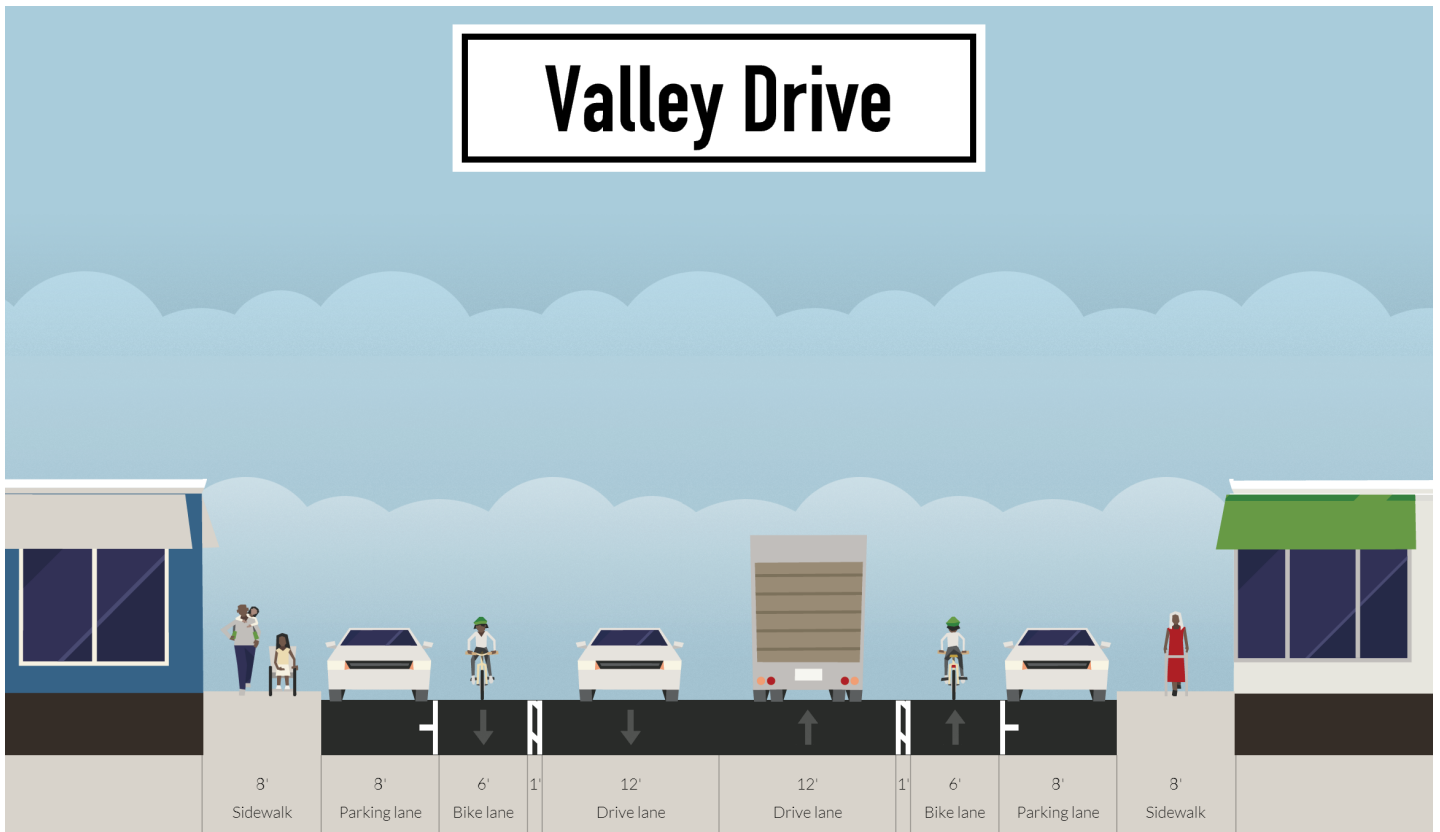 Valley Drive
8' 8' 6' 1' 12' 12' 1' 6' 8' 8'
Sidewalk Parking lane Bike lane Drive lane Drive lane Bike lane Parking lane Sidewalk